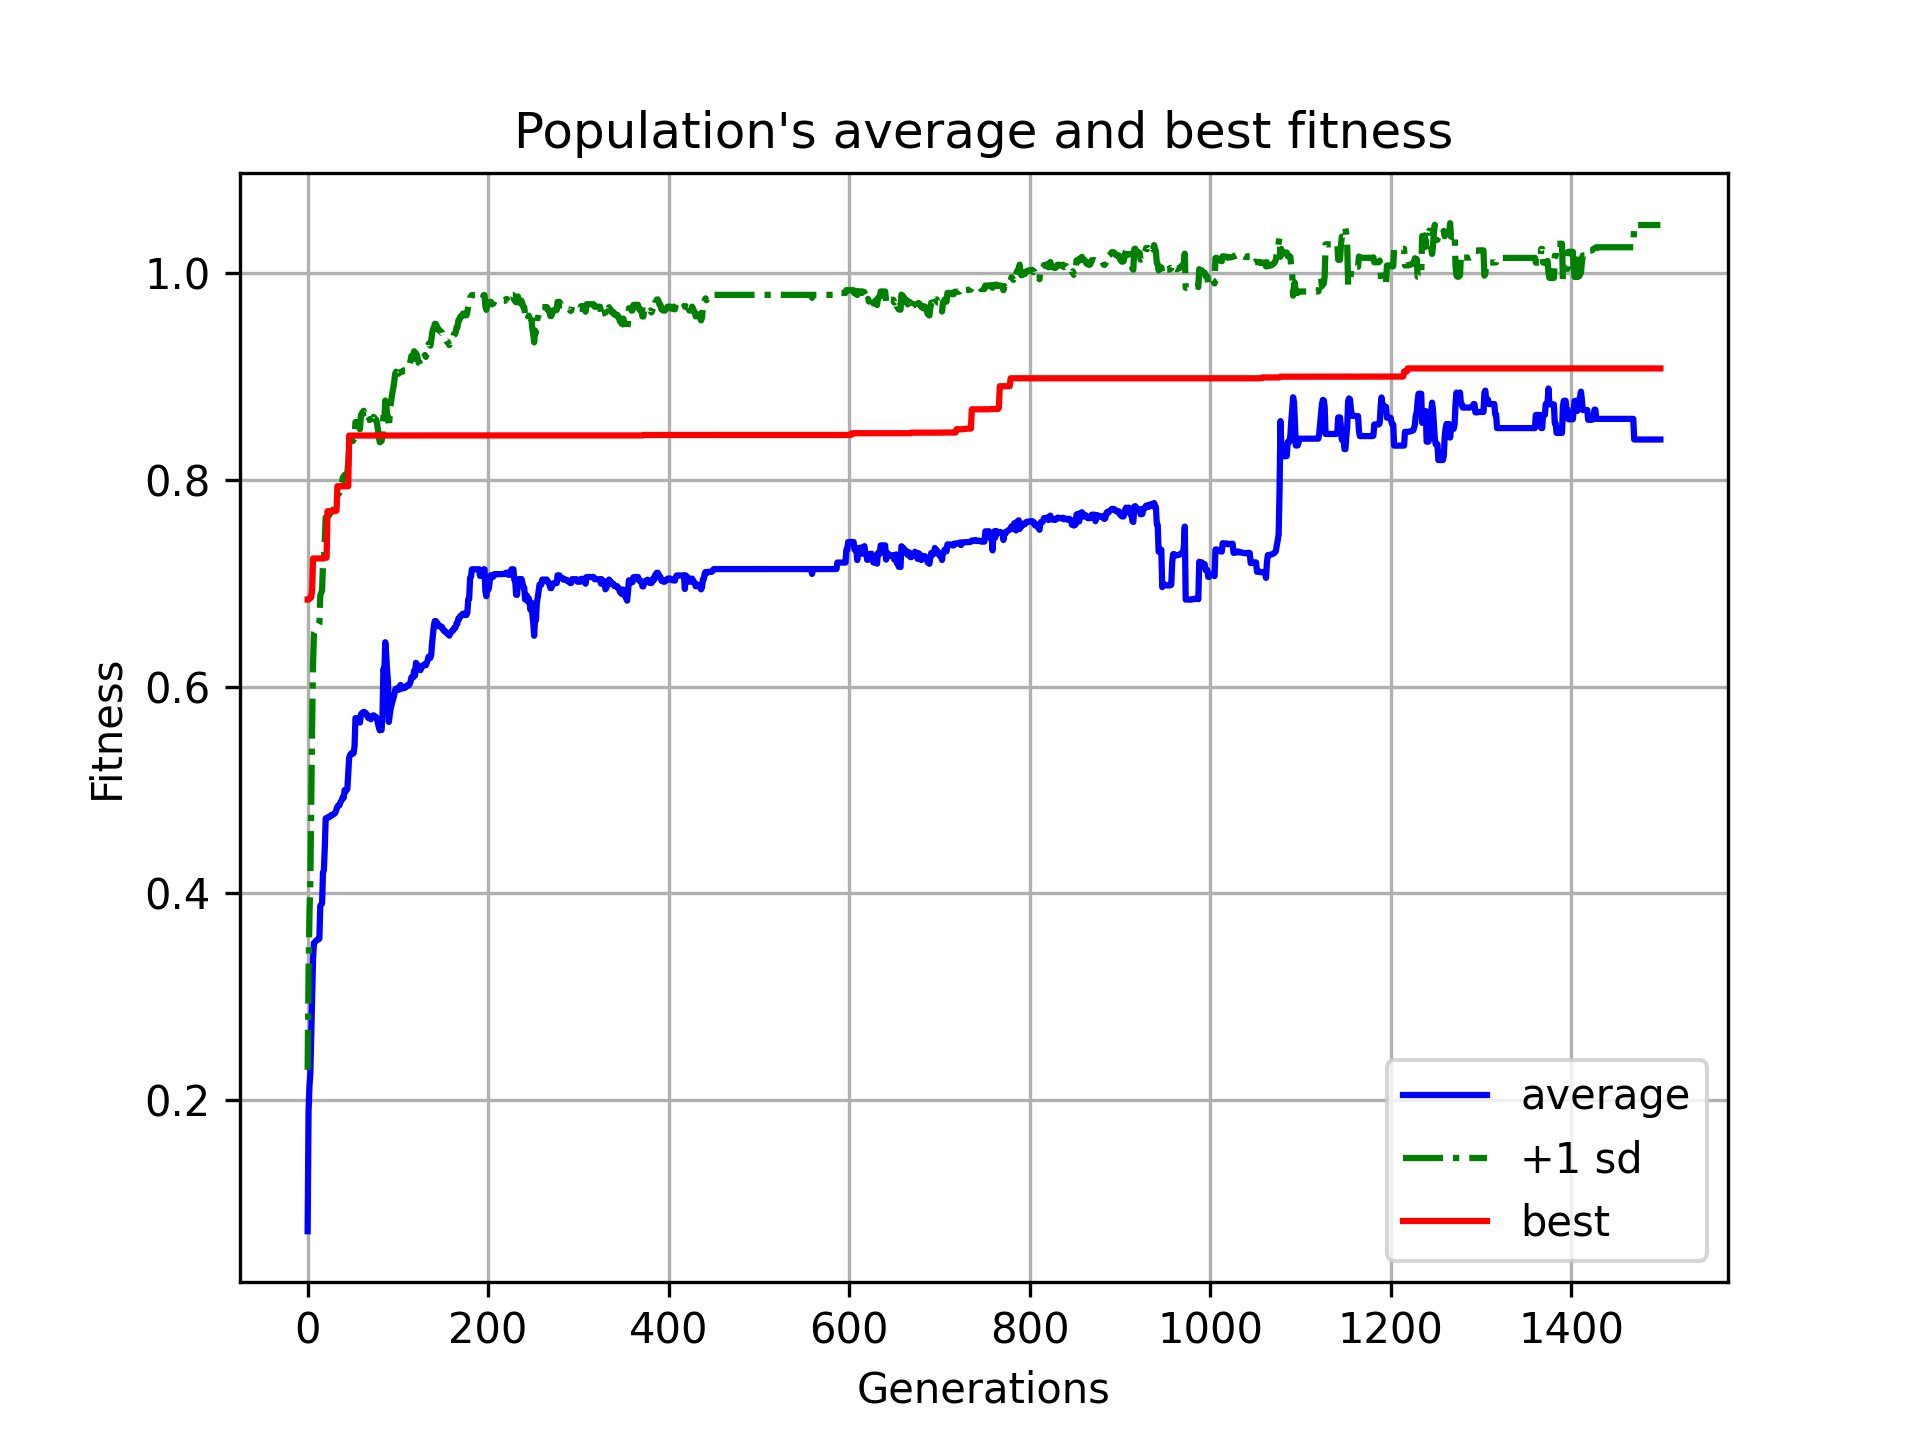 Population's average and best fitness
1.0
0.8
0.6
0.4
0.2
Fitness
0 200 400 600 800 1000 1200 1400
Generations
average
+1 sd
best